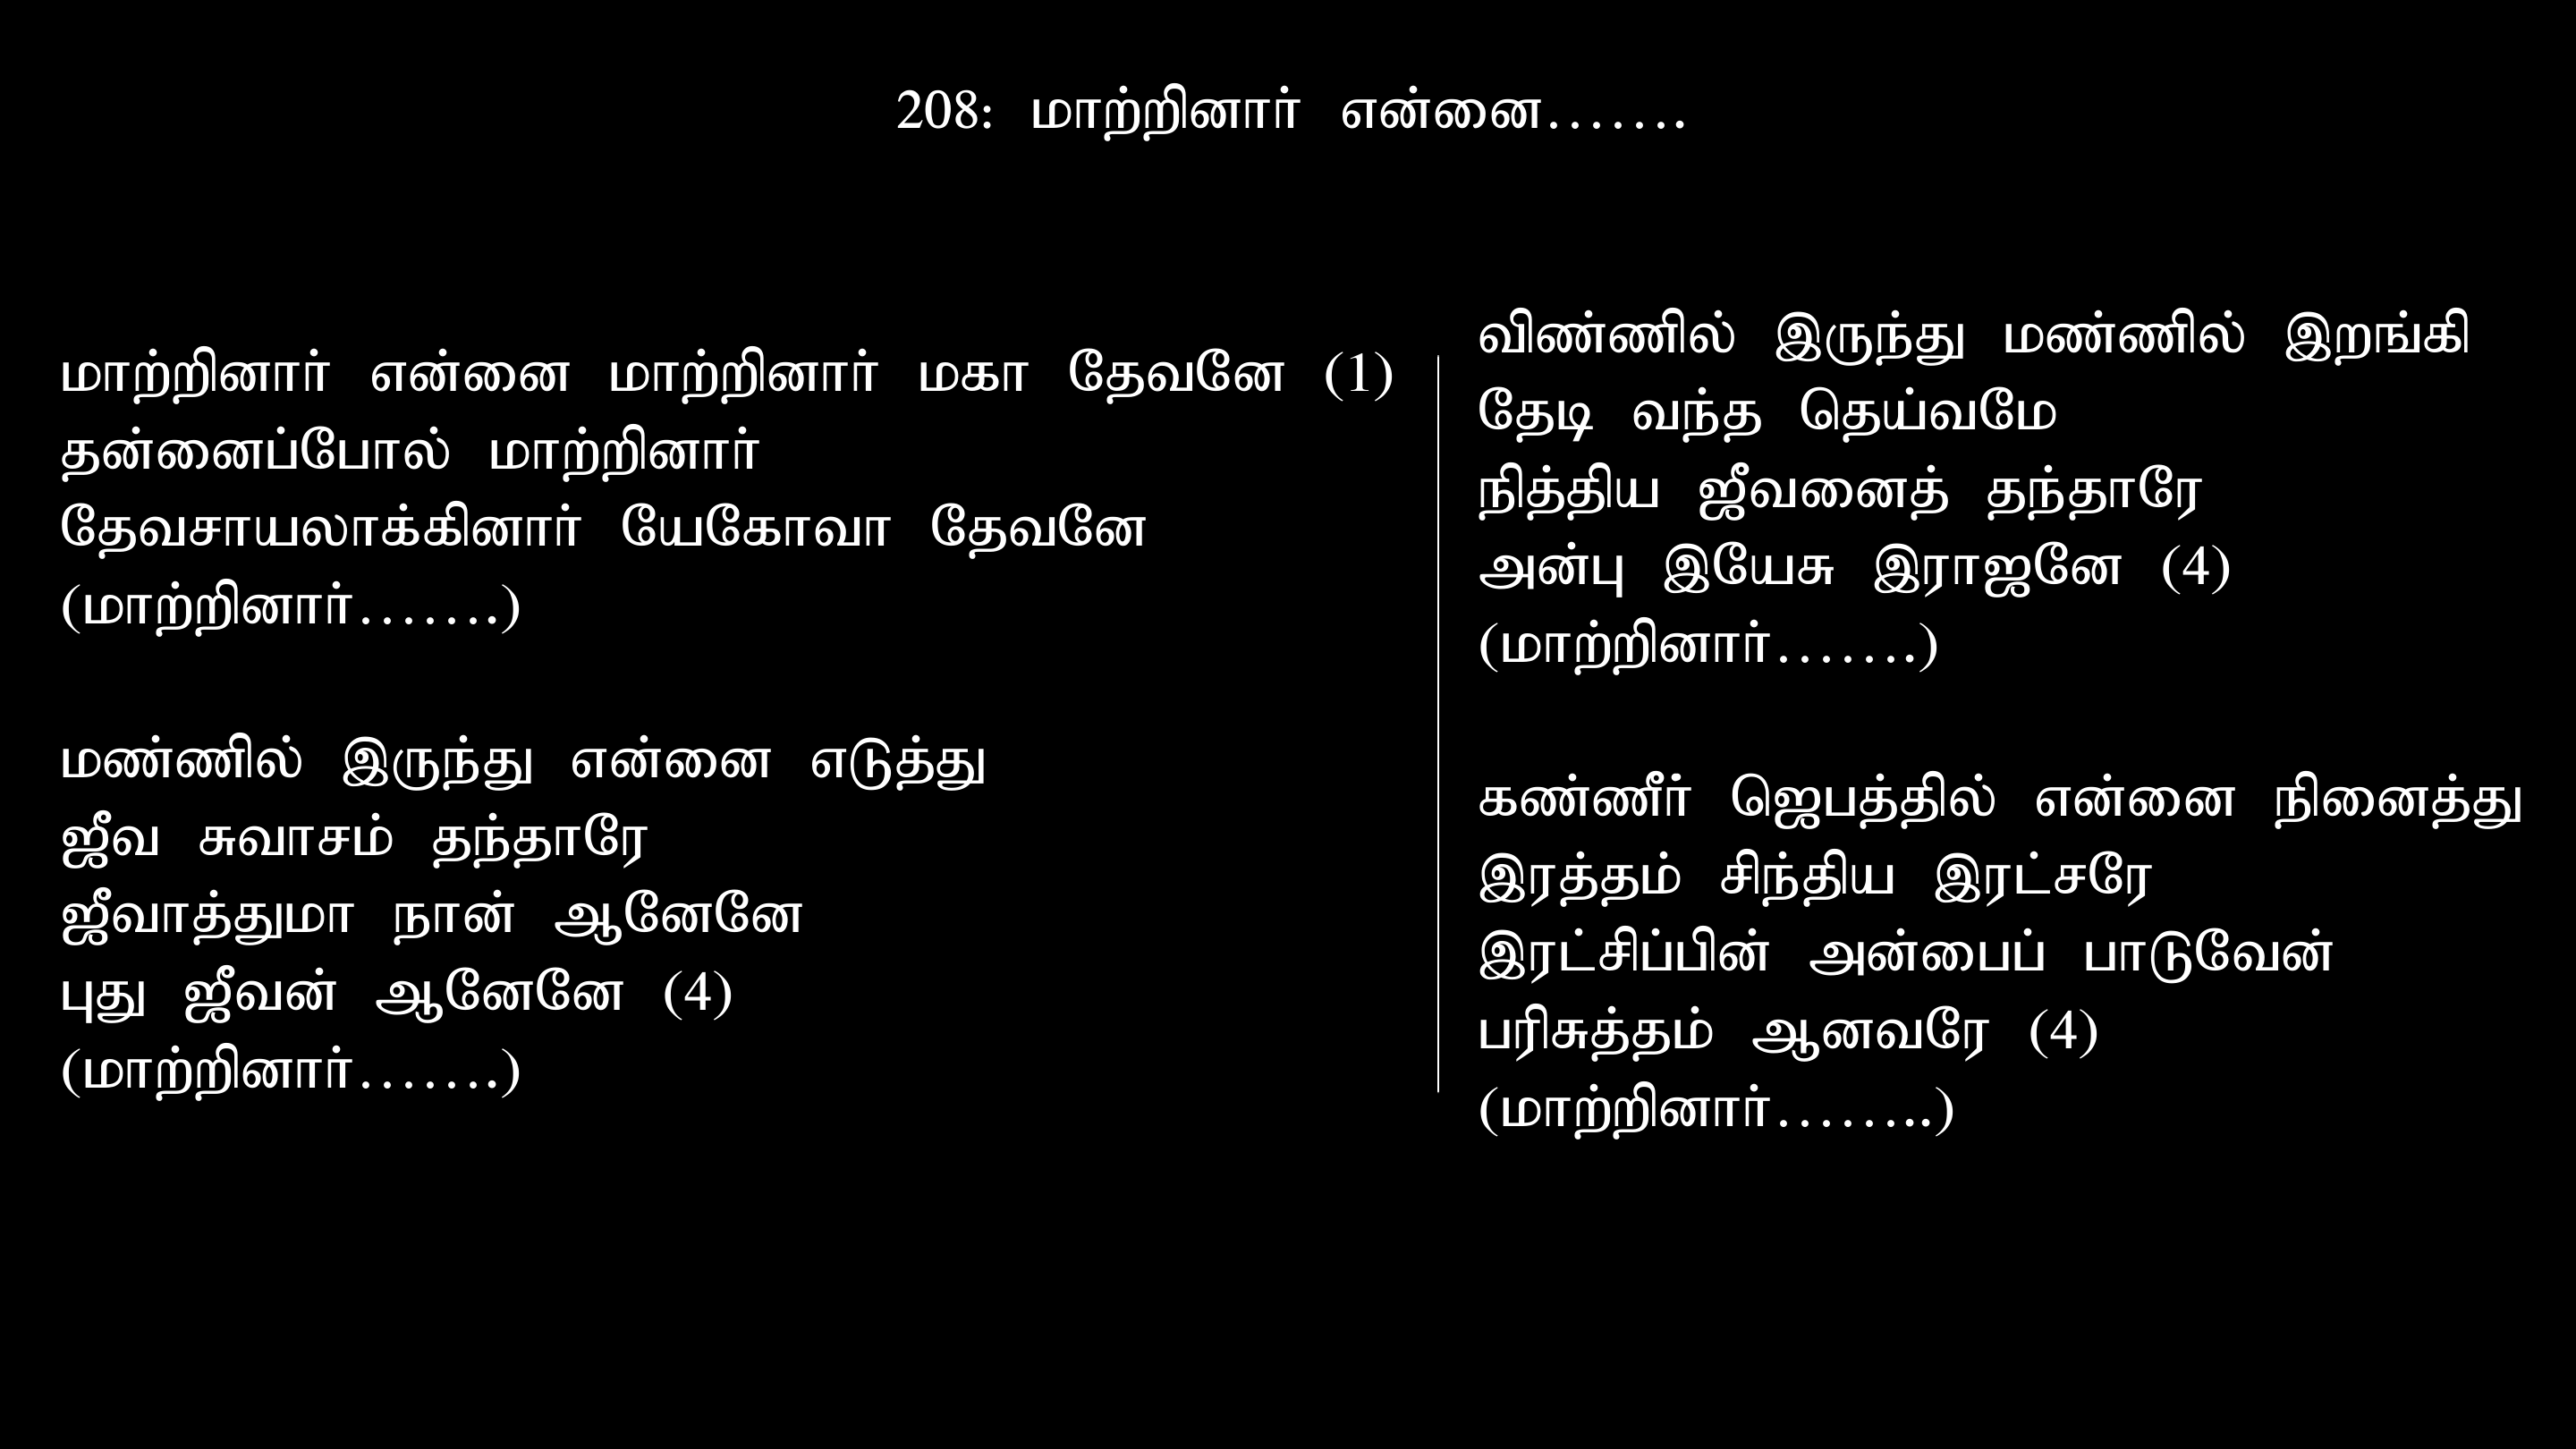 208: மாற்றினார் என்னை…….
மாற்றினார் என்னை மாற்றினார் மகா தேவனே (1)
தன்னைப்போல் மாற்றினார்
தேவசாயலாக்கினார் யேகோவா தேவனே
(மாற்றினார்…….)
மண்ணில் இருந்து என்னை எடுத்து
ஜீவ சுவாசம் தந்தாரே
ஜீவாத்துமா நான் ஆனேனே
புது ஜீவன் ஆனேனே (4)
(மாற்றினார்…….)
விண்ணில் இருந்து மண்ணில் இறங்கி
தேடி வந்த தெய்வமே
நித்திய ஜீவனைத் தந்தாரே
அன்பு இயேசு இராஜனே (4)
(மாற்றினார்…….)
கண்ணீர் ஜெபத்தில் என்னை நினைத்து
இரத்தம் சிந்திய இரட்சரே
இரட்சிப்பின் அன்பைப் பாடுவேன்
பரிசுத்தம் ஆனவரே (4)
(மாற்றினார்……..)